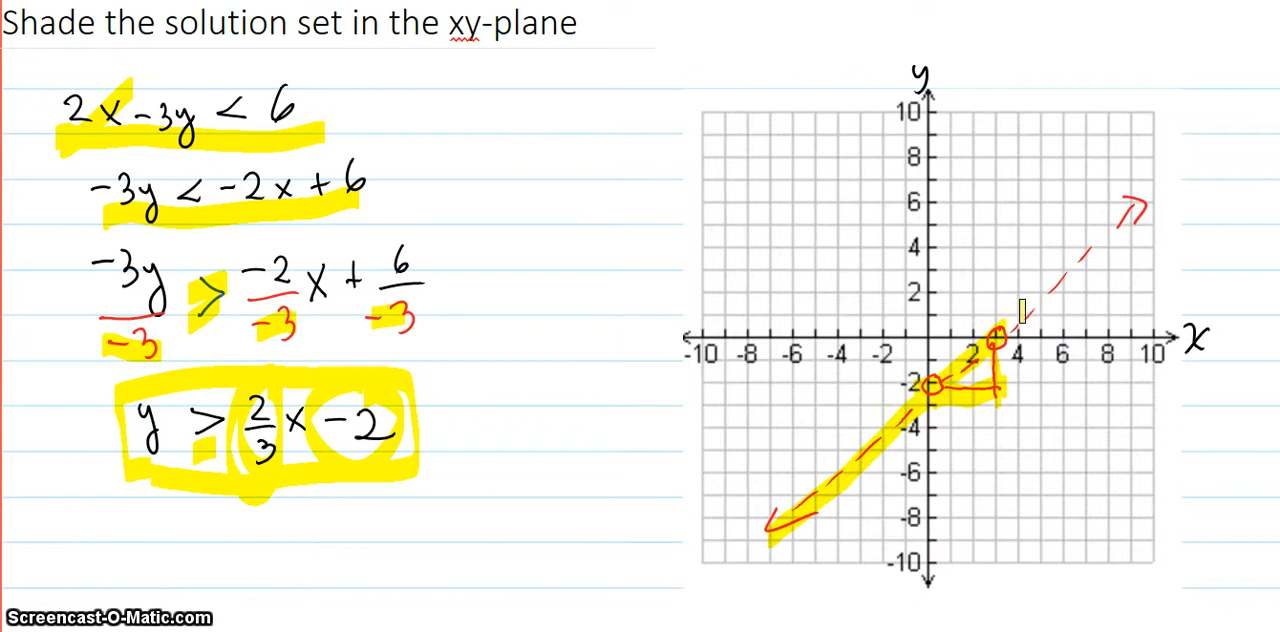 Shade the solution set in the xy-plane
2x - 3y < 6
-3y < -2x + 6
-3y/-3 > -2/-3 x + 6/-3
y > 2/3 x - 2
y
10
8
6
4
2
-10 -8 -6 -4 -2 2 4 6 8 10 x
-2
-4
-6
-8
-10
Screencast-O-Matic.com